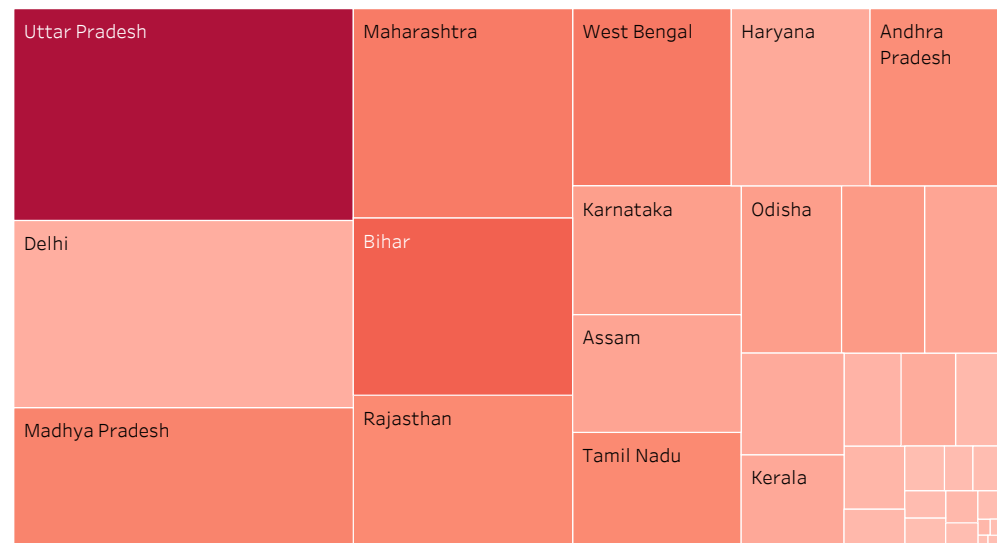 Uttar Pradesh
Maharashtra
West Bengal
Haryana
Andhra
Pradesh
Karnataka
Odisha
Delhi
Bihar
Assam
Rajasthan
Madhya Pradesh
Tamil Nadu
Kerala